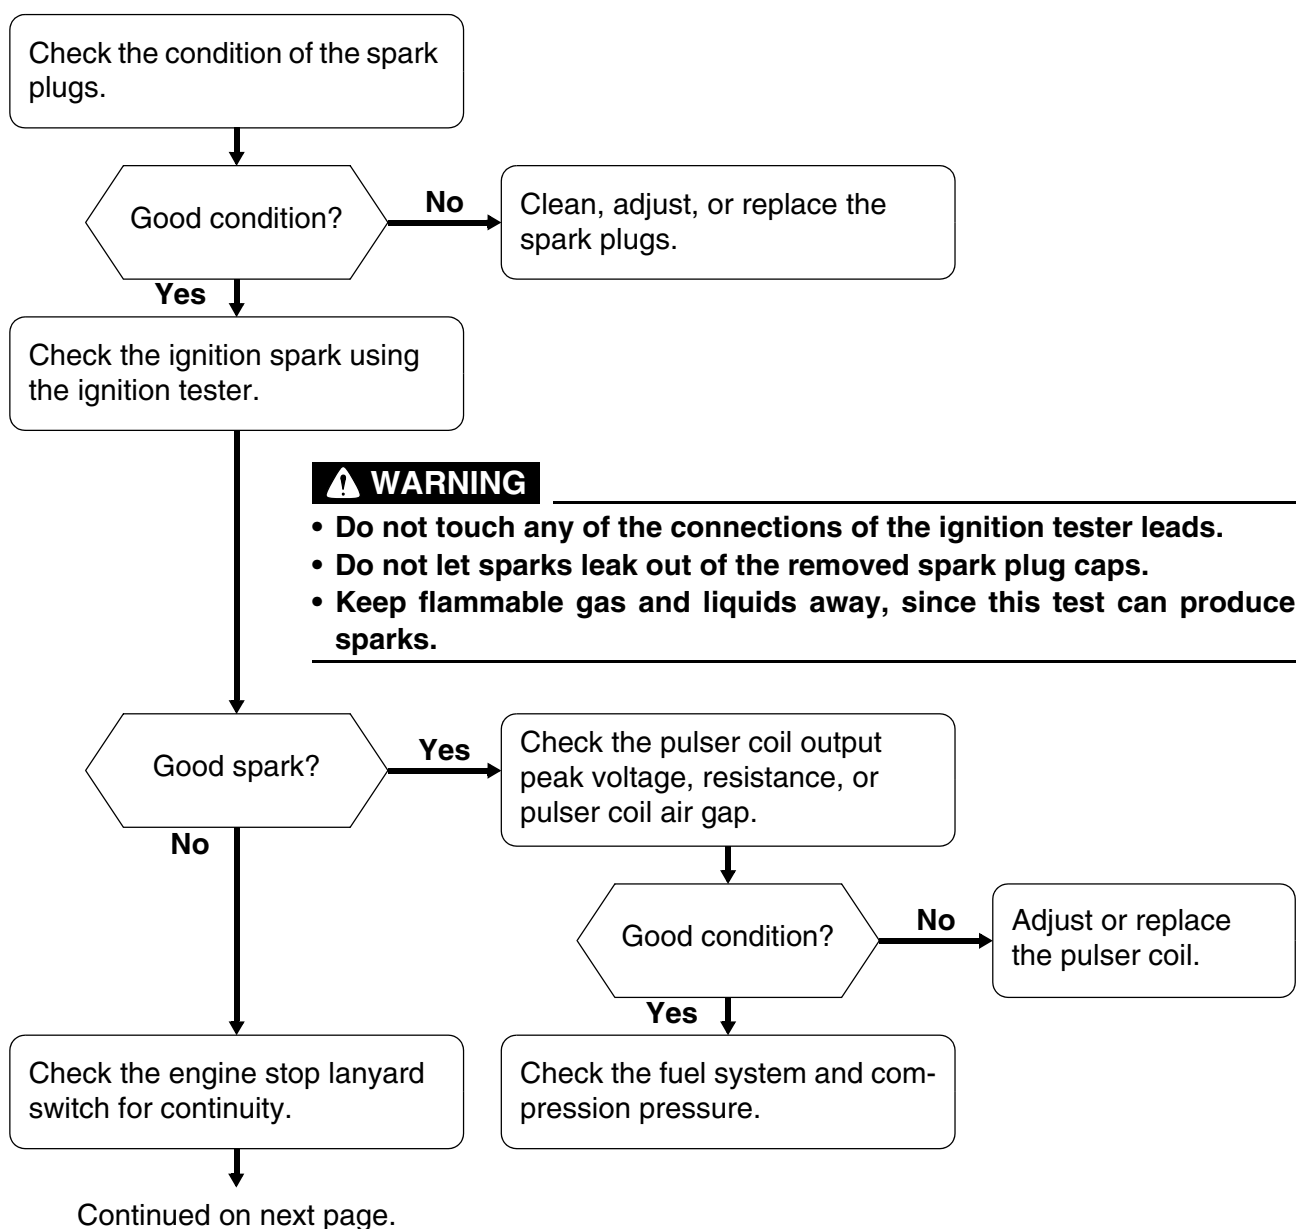 Check the condition of the spark
plugs.
Good condition?
No
Clean, adjust, or replace the
spark plugs.
Yes
Check the ignition spark using
the ignition tester.
WARNING
• Do not touch any of the connections of the ignition tester leads.
• Do not let sparks leak out of the removed spark plug caps.
• Keep flammable gas and liquids away, since this test can produce
sparks.
Good spark?
Yes
Check the pulser coil output
peak voltage, resistance, or
pulser coil air gap.
No
Good condition?
No
Adjust or replace
the pulser coil.
Yes
Check the engine stop lanyard
switch for continuity.
Check the fuel system and com-
pression pressure.
Continued on next page.